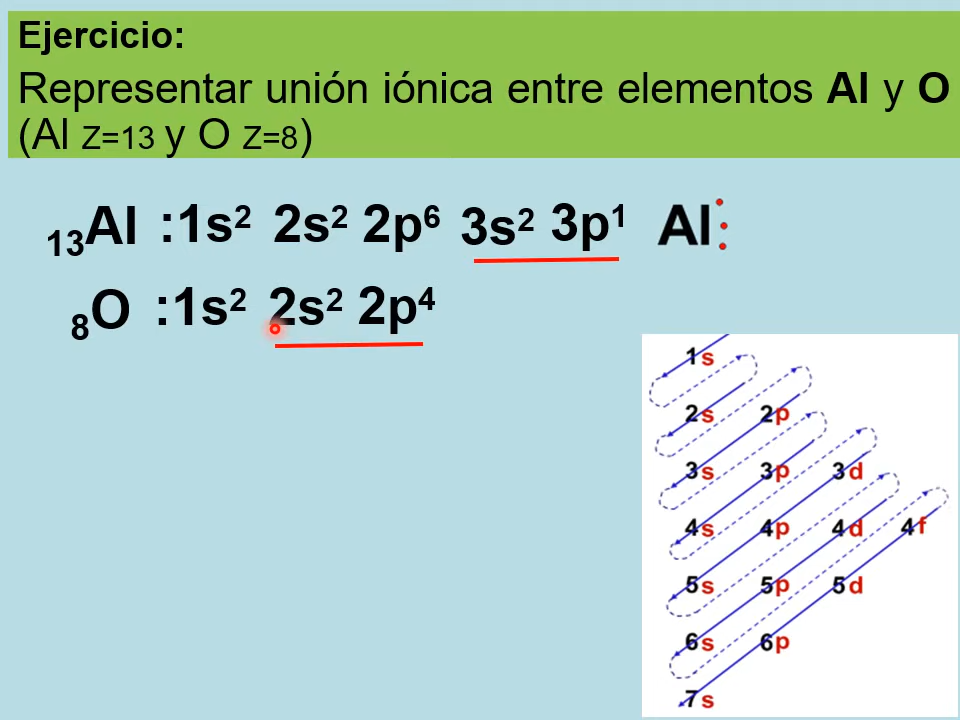 Ejercicio:
Representar unión iónica entre elementos Al y O
(Al Z=13 y O Z=8)
₁₃Al :1s² 2s² 2p⁶ 3s² 3p¹ Al
₈O :1s² 2s² 2p⁴
1s
2s 2p
3s 3p 3d
4s 4p 4d 4f
5s 5p 5d
6s 6p
7s